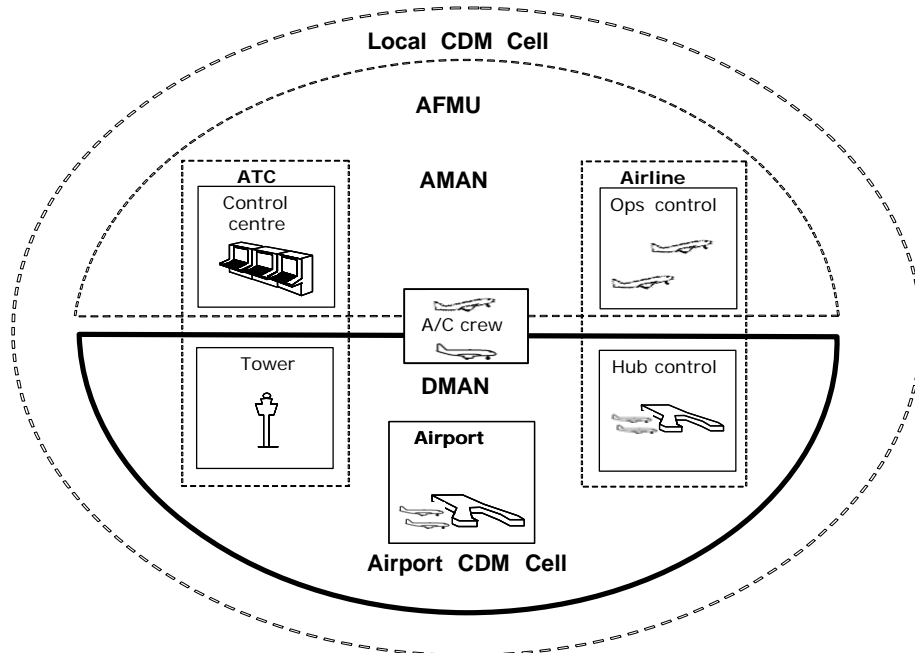 Local CDM Cell
AFMU
ATC
AMAN
Airline
Control
centre
Ops control
A/C crew
Tower
Hub control
DMAN
Airport
Airport CDM Cell